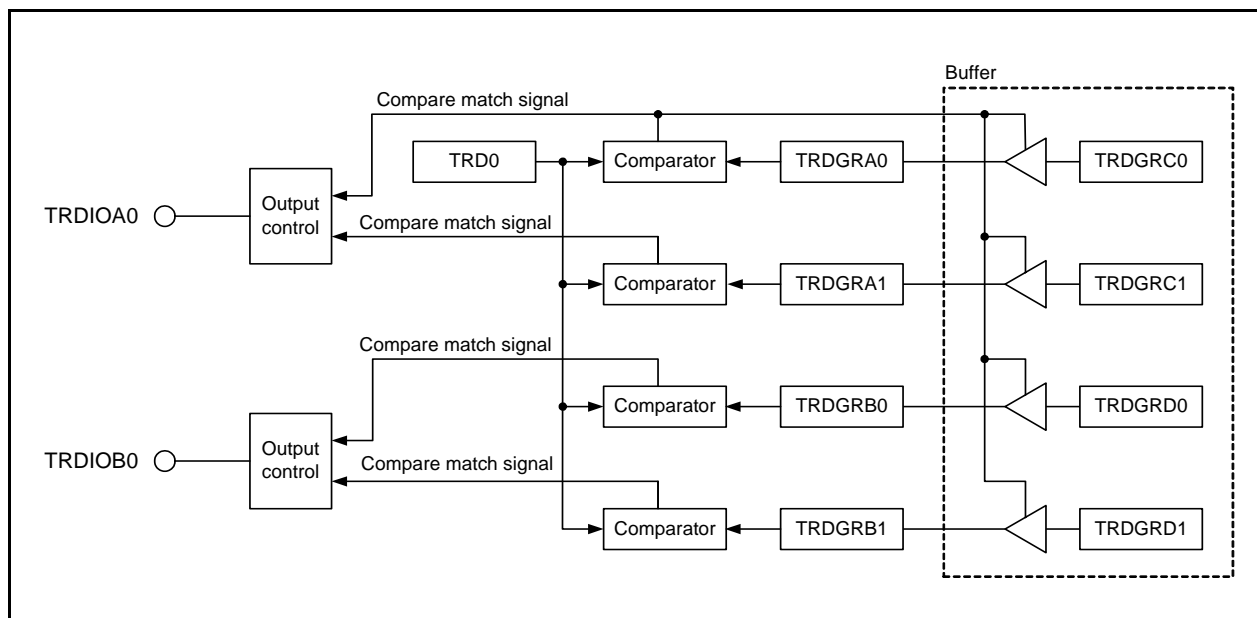 Buffer
Compare match signal
TRD0
Comparator
TRDGRA0
TRDGRC0
TRDIOA0
Output
control
Compare match signal
Comparator
TRDGRA1
TRDGRC1
Compare match signal
Comparator
TRDGRB0
TRDGRD0
TRDIOB0
Output
control
Compare match signal
Comparator
TRDGRB1
TRDGRD1